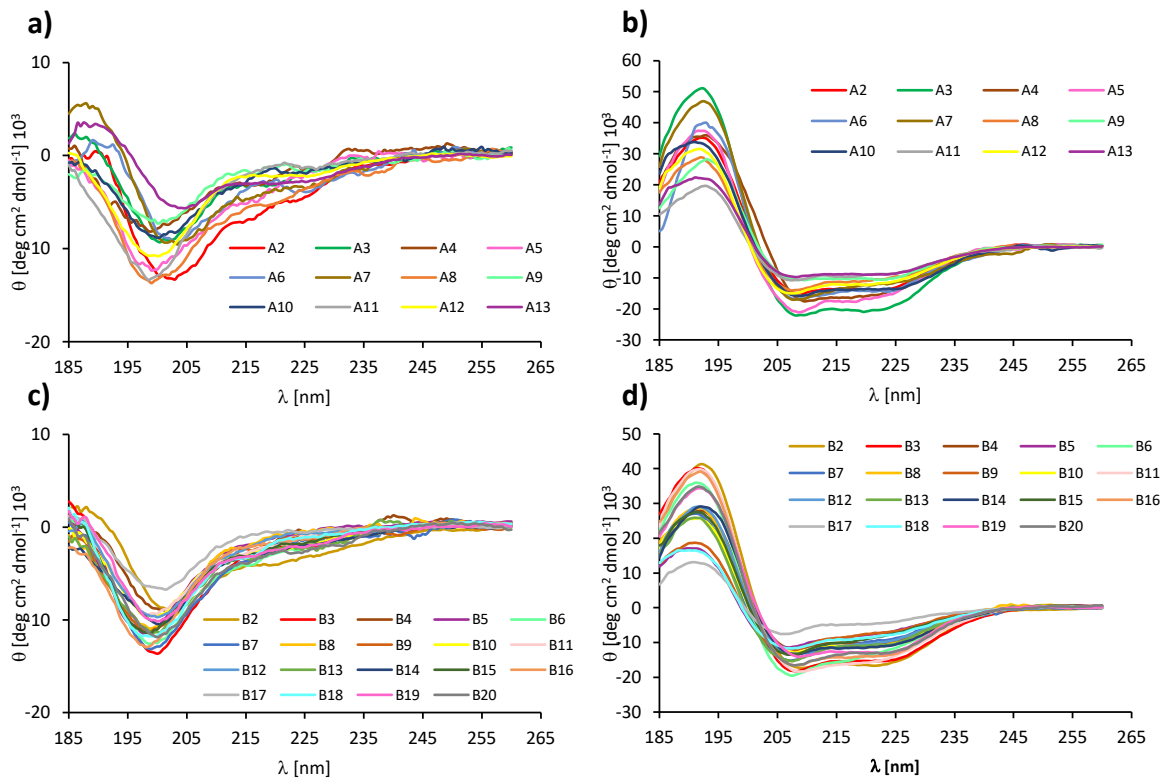 a)
10
0
-10
-20
θ [deg cm² dmol⁻¹] 10³
A2 A3 A4 A5
A6 A7 A8 A9
A10 A11 A12 A13
185 195 205 215 225 235 245 255 265
λ [nm]
b)
60
50
40
30
20
10
0
-10
-20
-30
θ [deg cm² dmol⁻¹] 10³
A2 A3 A4 A5
A6 A7 A8 A9
A10 A11 A12 A13
185 195 205 215 225 235 245 255 265
λ [nm]
c)
10
0
-10
-20
θ [deg cm² dmol⁻¹] 10³
B2 B3 B4 B5 B6
B7 B8 B9 B10 B11
B12 B13 B14 B15 B16
B17 B18 B19 B20
185 195 205 215 225 235 245 255 265
λ [nm]
d)
50
40
30
20
10
0
-10
-20
-30
θ [deg cm² dmol⁻¹] 10³
B2 B3 B4 B5 B6
B7 B8 B9 B10 B11
B12 B13 B14 B15 B16
B17 B18 B19 B20
185 195 205 215 225 235 245 255 265
λ [nm]